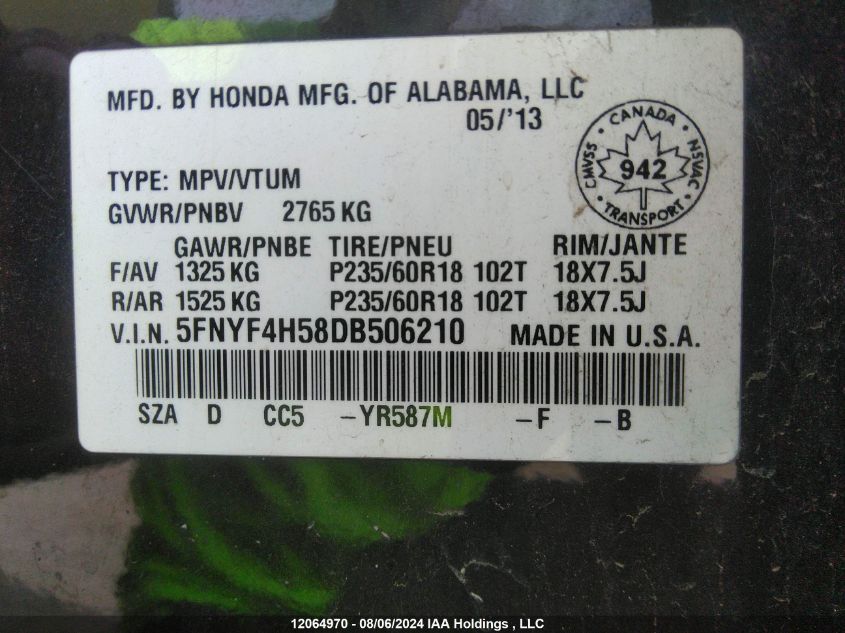 MFD. BY HONDA MFG. OF ALABAMA, LLC
05/'13
CANADA
CMVSS 942 NSVAC
TRANSPORT
TYPE: MPV/VTUM
GVWR/PNBV 2765 KG
GAWR/PNBE TIRE/PNEU RIM/JANTE
F/AV 1325 KG P235/60R18 102T 18X7.5J
R/AR 1525 KG P235/60R18 102T 18X7.5J
V.I.N. 5FNYF4H58DB506210 MADE IN U.S.A.
SZA D CC5 -YR587M -F -B
12064970 - 08/06/2024 IAA Holdings , LLC